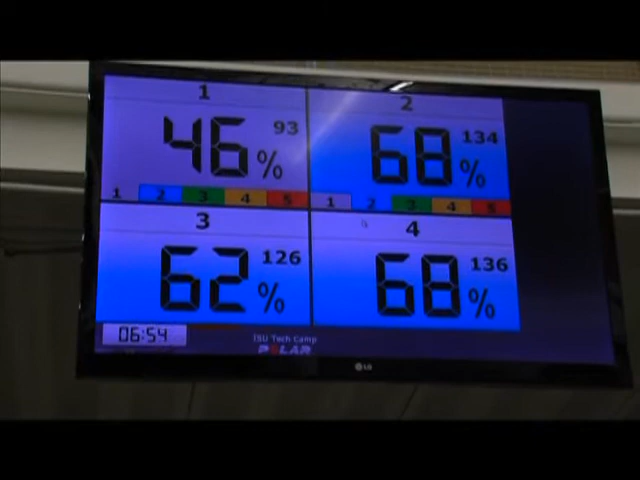 1
46 % 93
1 2 3 4 5
2
68 % 134
1 2 3 4 5
3
62 % 126
4
68 % 136
06:54
ISU Tech Camp
POLAR
LG